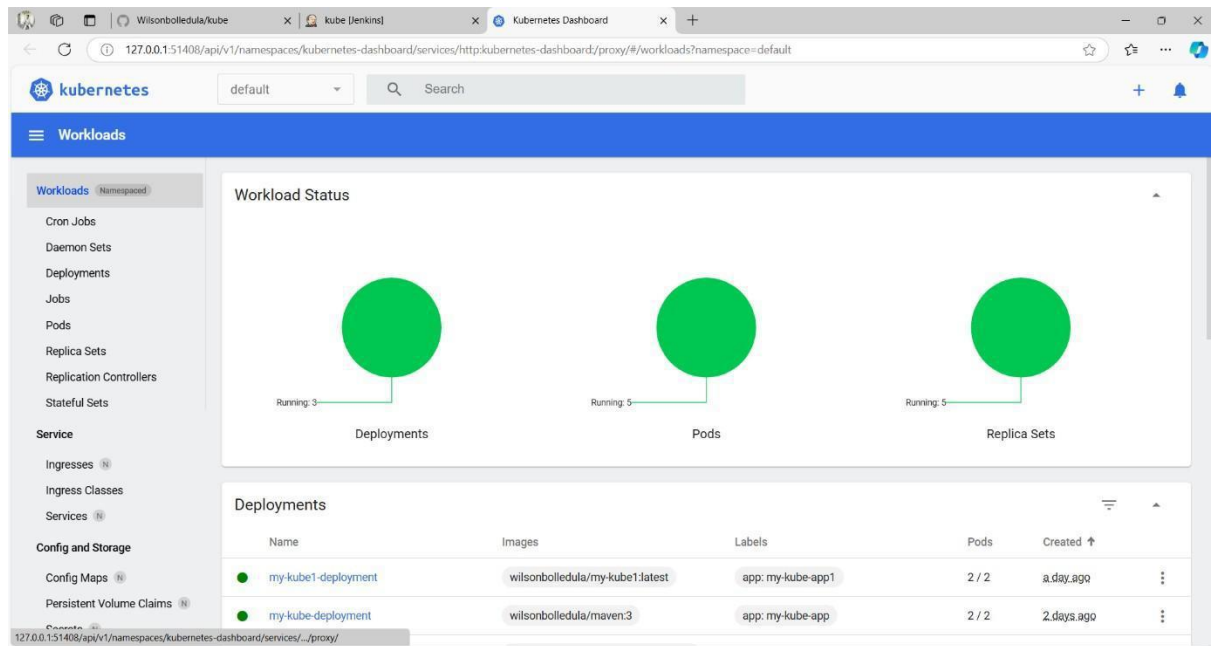 Wilsonbolledula/kube
kube [Jenkins]
Kubernetes Dashboard
127.0.0.1:51408/api/v1/namespaces/kubernetes-dashboard/services/http:kubernetes-dashboard:/proxy/#/workloads?namespace=default
kubernetes
default
Search
Workloads
Workloads Namespaced
Cron Jobs
Daemon Sets
Deployments
Jobs
Pods
Replica Sets
Replication Controllers
Stateful Sets
Service
Ingresses N
Ingress Classes
Services N
Config and Storage
Config Maps N
Persistent Volume Claims N
127.0.0.1:51408/api/v1/namespaces/kubernetes-dashboard/services/.../proxy/
Workload Status
Running: 3
Deployments
Running: 5
Pods
Running: 5
Replica Sets
Deployments
Name Images Labels Pods Created
my-kube1-deployment wilsonbolledula/my-kube1:latest app: my-kube-app1 2 / 2 a day ago
my-kube-deployment wilsonbolledula/maven:3 app: my-kube-app 2 / 2 2 days ago